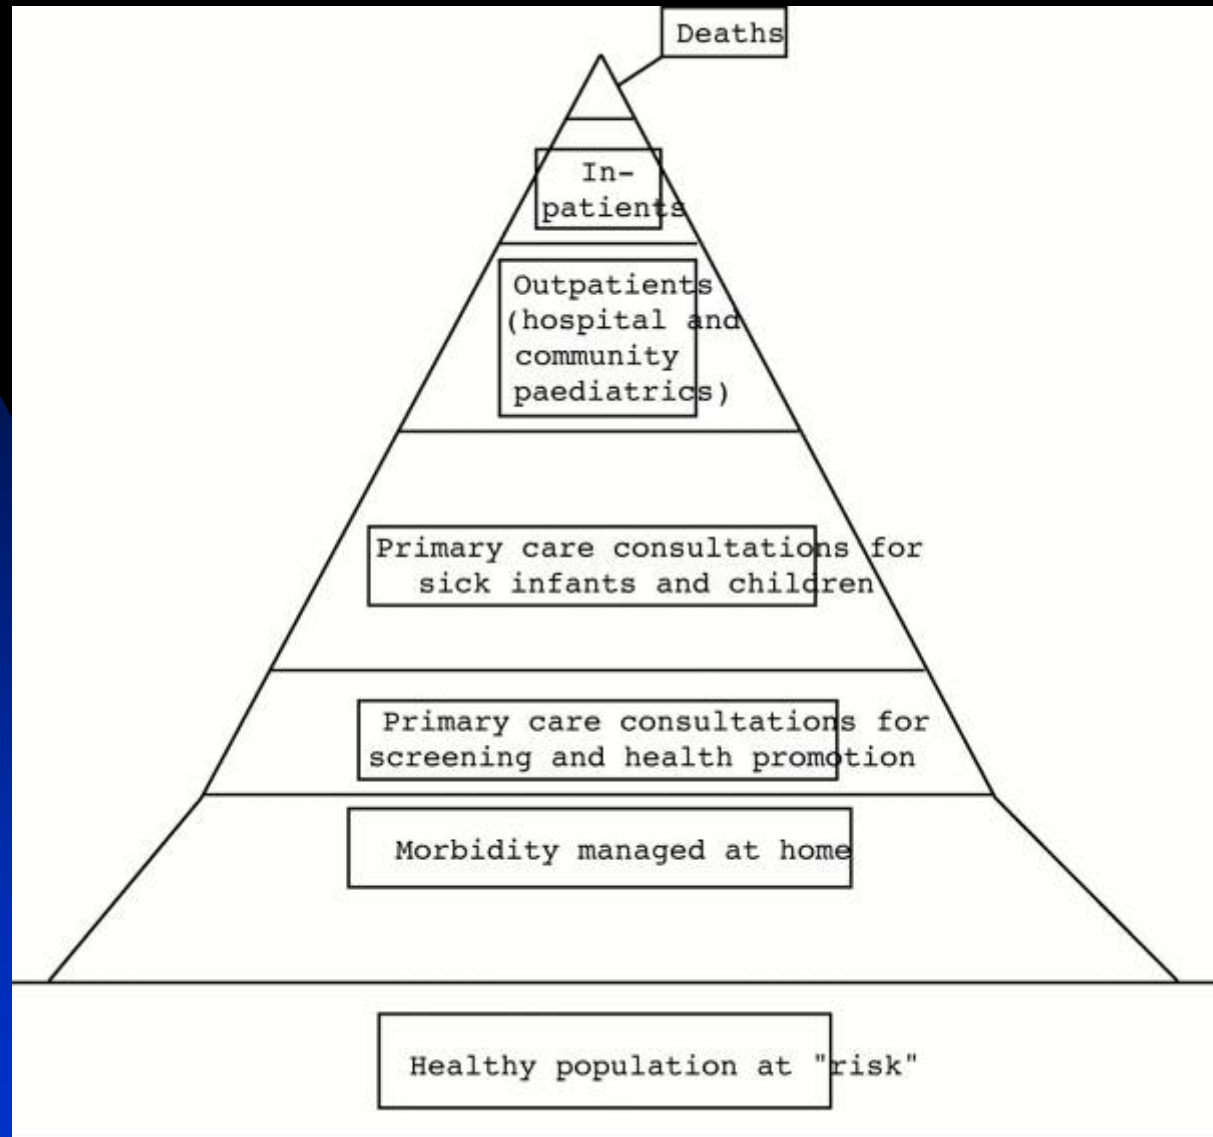 Deaths
In-
patients
Outpatients
(hospital and
community
paediatrics)
Primary care consultations for
sick infants and children
Primary care consultations for
screening and health promotion
Morbidity managed at home
Healthy population at "risk"